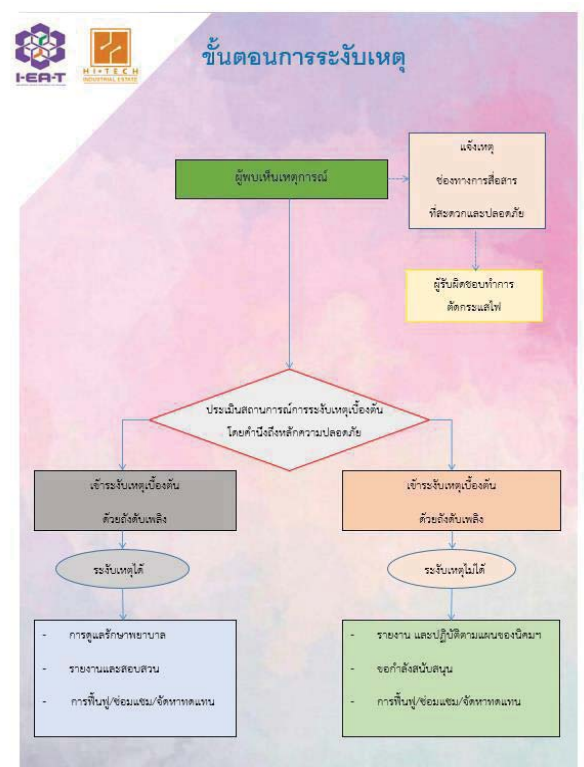 I-EA-T
HI-TECH
INDUSTRIAL ESTATE
ขั้นตอนการระงับเหตุ
ผู้พบเห็นเหตุการณ์
แจ้งเหตุ
ช่องทางการสื่อสาร
ที่สะดวกและปลอดภัย
ผู้รับผิดชอบทำการ
ตัดกระแสไฟ
ประเมินสถานการณ์การระงับเหตุเบื้องต้น
โดยคำนึงถึงหลักความปลอดภัย
เข้าระงับเหตุเบื้องต้น
ด้วยถังดับเพลิง
เข้าระงับเหตุเบื้องต้น
ด้วยถังดับเพลิง
ระงับเหตุได้
ระงับเหตุไม่ได้
- การดูแลรักษาพยาบาล
- รายงานและสอบสวน
- การฟื้นฟู/ซ่อมแซม/จัดหาทดแทน
- รายงาน และปฏิบัติตามแผนของนิคมฯ
- ขอกำลังสนับสนุน
- การฟื้นฟู/ซ่อมแซม/จัดหาทดแทน